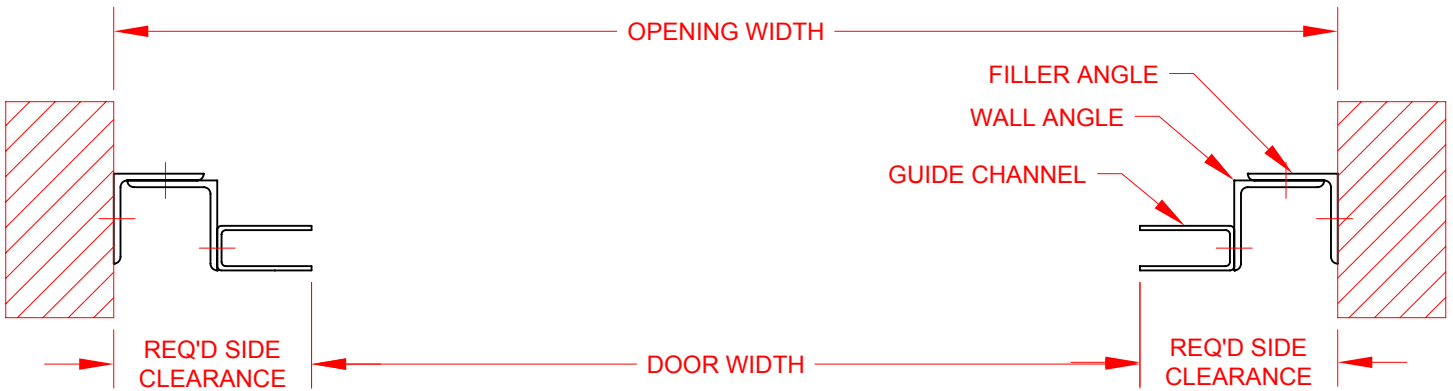 OPENING WIDTH
FILLER ANGLE
WALL ANGLE
GUIDE CHANNEL
REQ'D SIDE
CLEARANCE
DOOR WIDTH
REQ'D SIDE
CLEARANCE